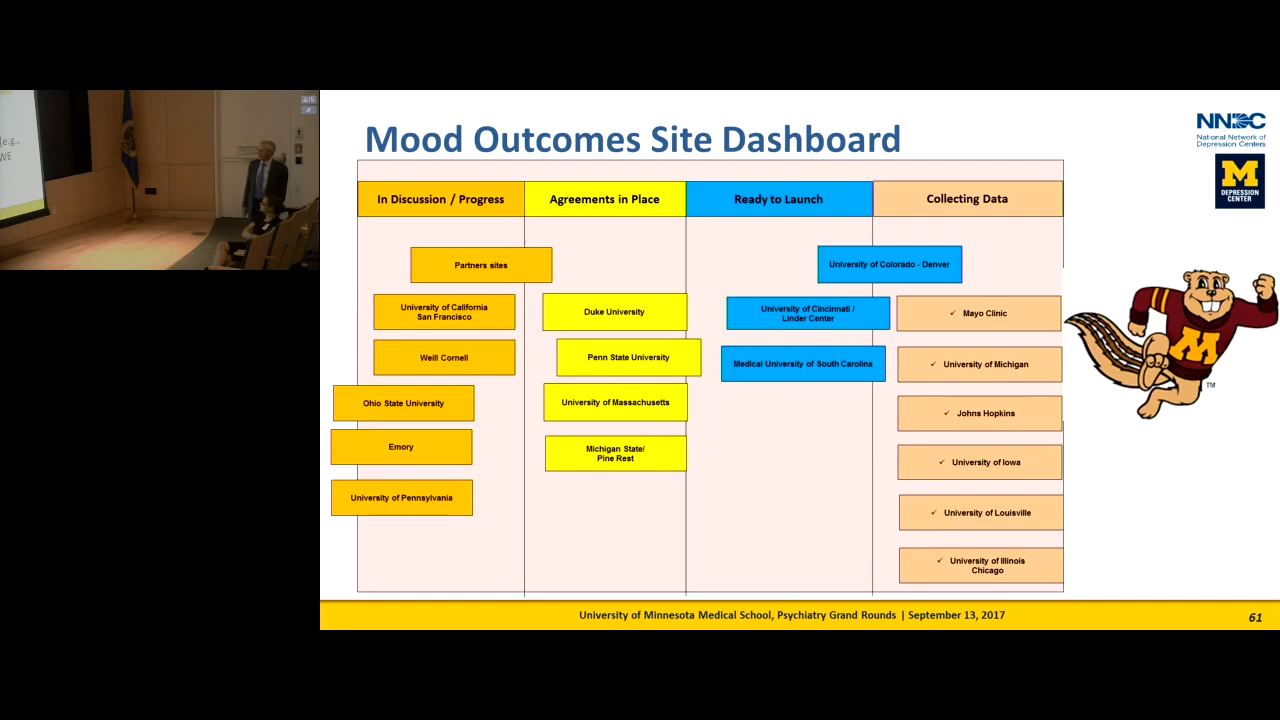 (e.g.,
WE
Mood Outcomes Site Dashboard
NNDC
National Network of
Depression Centers
M
DEPRESSION
CENTER
In Discussion / Progress
Agreements in Place
Ready to Launch
Collecting Data
Partners sites
University of Colorado - Denver
University of California
San Francisco
Duke University
University of Cincinnati /
Linder Center
✓ Mayo Clinic
Weill Cornell
Penn State University
Medical University of South Carolina
✓ University of Michigan
Ohio State University
University of Massachusetts
✓ Johns Hopkins
Emory
Michigan State/
Pine Rest
✓ University of Iowa
University of Pennsylvania
✓ University of Louisville
✓ University of Illinois
Chicago
M
TM
University of Minnesota Medical School, Psychiatry Grand Rounds | September 13, 2017
61